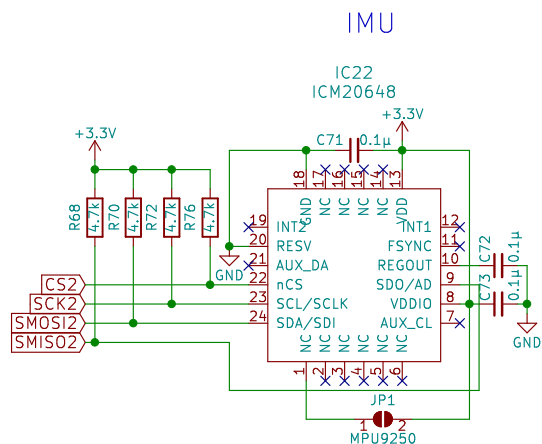 IMU
IC22
ICM20648
+3.3V
C71
0.1µ
+3.3V
18
17
16
15
14
13
GND
NC
NC
NC
NC
VDD
R68
4.7k
R70
4.7k
R72
4.7k
R76
4.7k
19
INT2
INT1
12
20
RESV
FSYNC
11
C72
0.1µ
GND
21
AUX_DA
REGOUT
10
CS2
22
nCS
SDO/AD
9
C73
0.1µ
SCK2
23
SCL/SCLK
VDDIO
8
SMOSI2
24
SDA/SDI
AUX_CL
7
SMISO2
GND
NC
NC
NC
NC
NC
NC
1
2
3
4
5
6
JP1
1
2
MPU9250